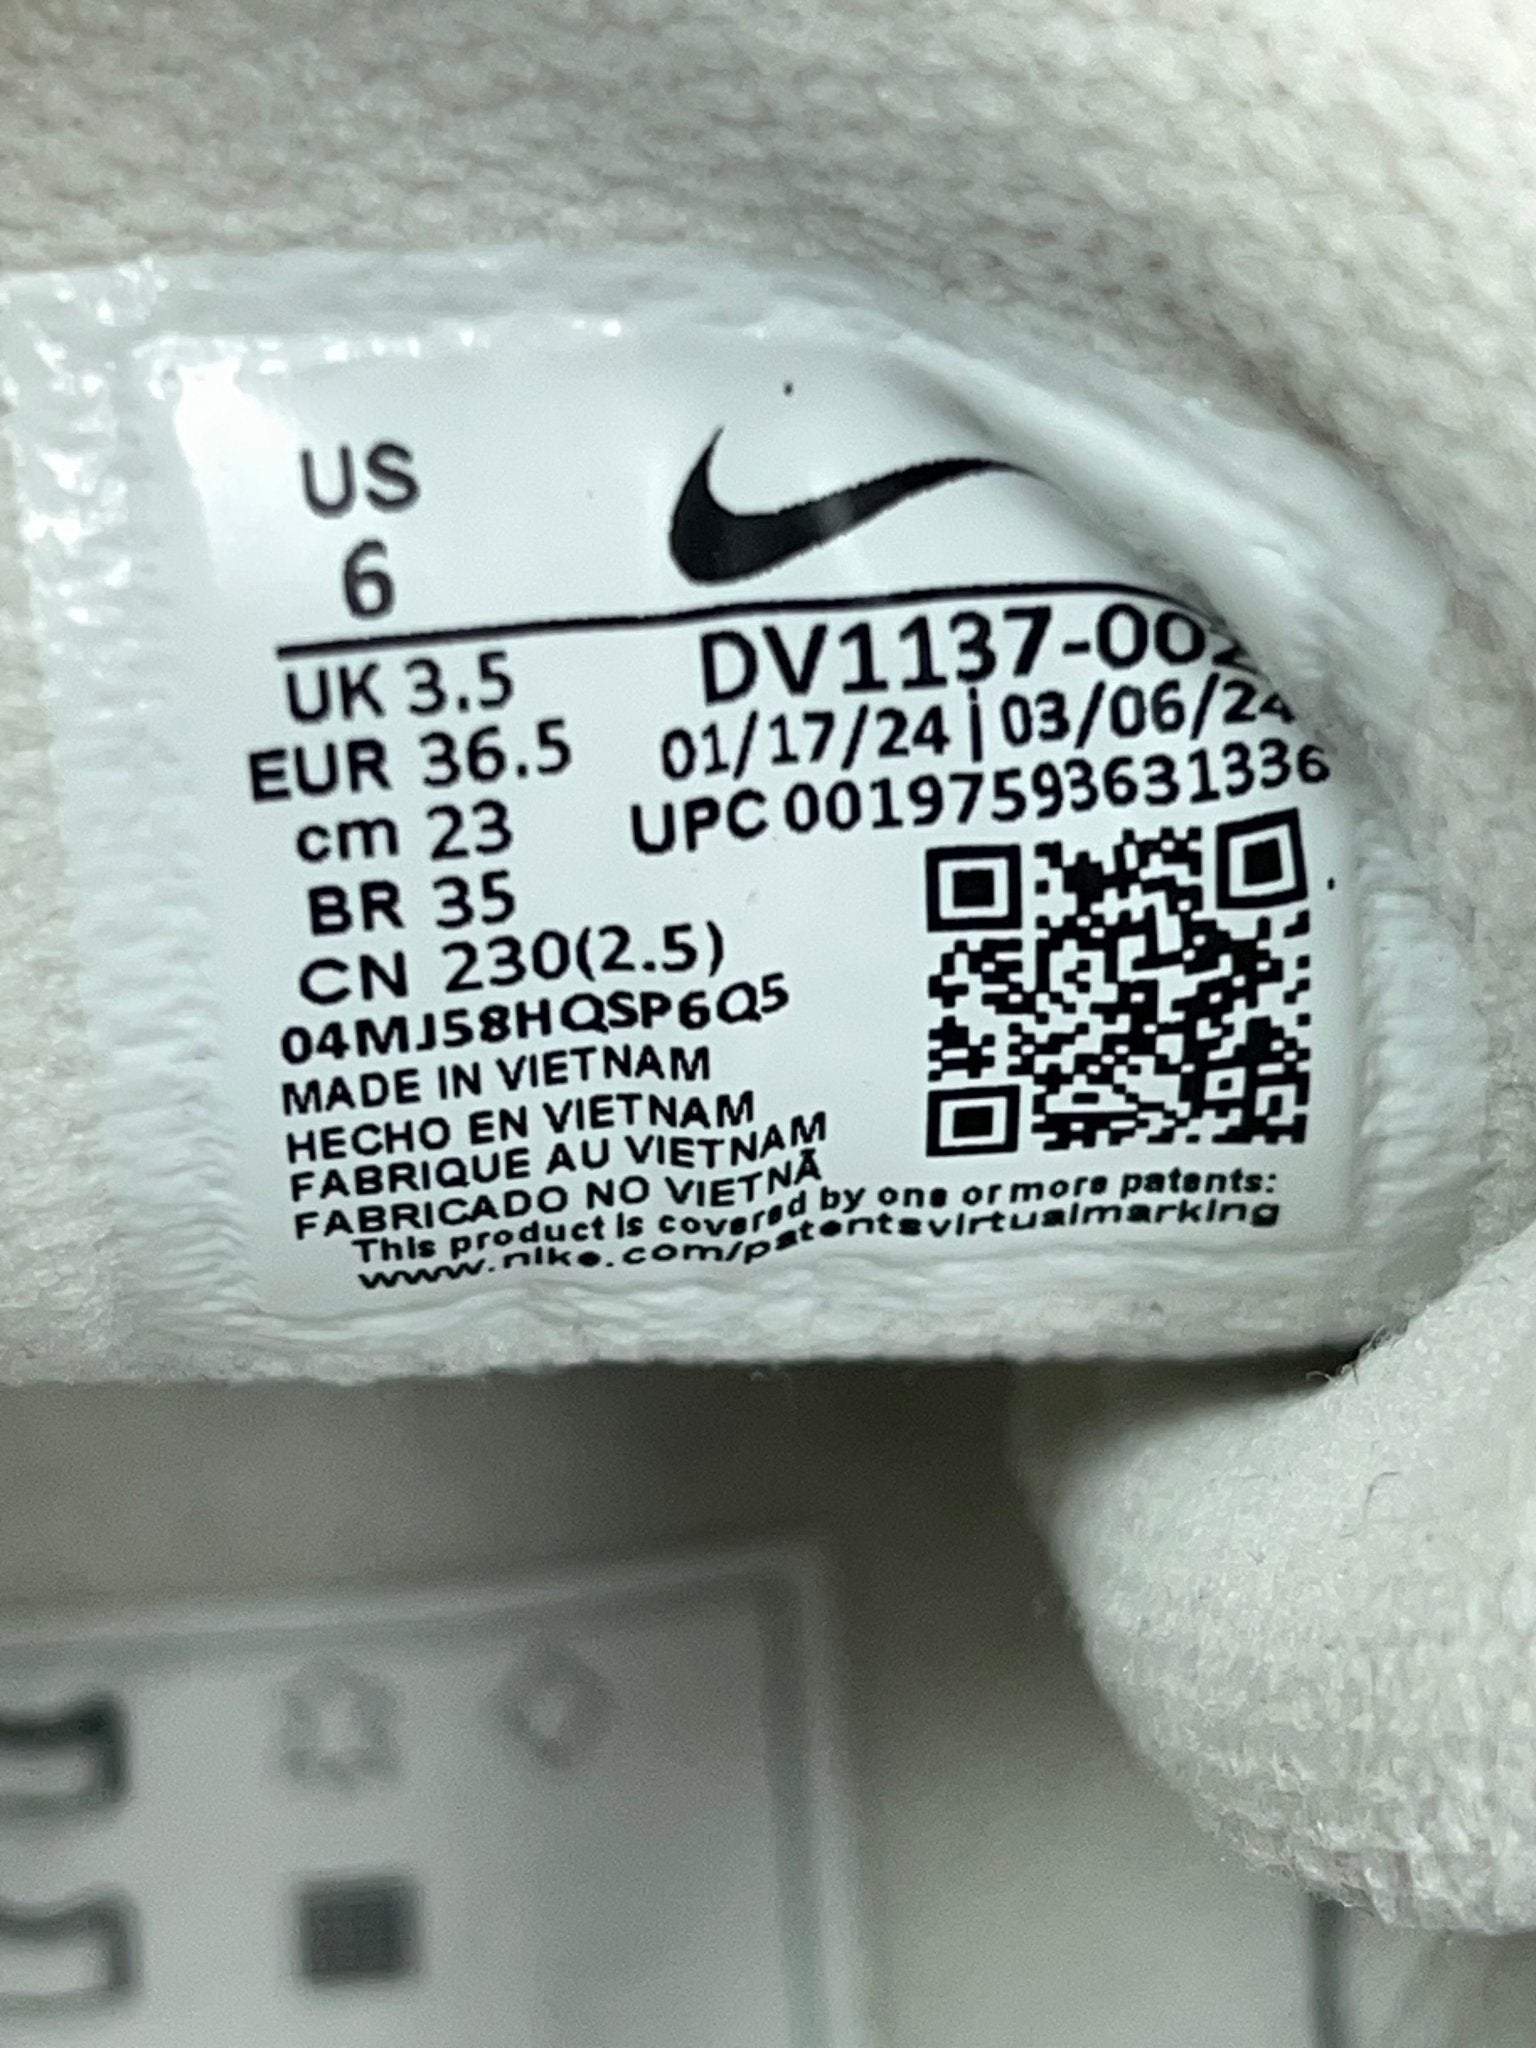 US
6
UK 3.5
EUR 36.5
cm 23
BR 35
CN 230(2.5)
DV1137-002
01/17/24 | 03/06/24
UPC 00197593631336
04MJ58HQSP6Q5
MADE IN VIETNAM
HECHO EN VIETNAM
FABRIQUE AU VIETNAM
FABRICADO NO VIETNÃ
This product is covered by one or more patents:
www.nike.com/patentsvirtualmarking